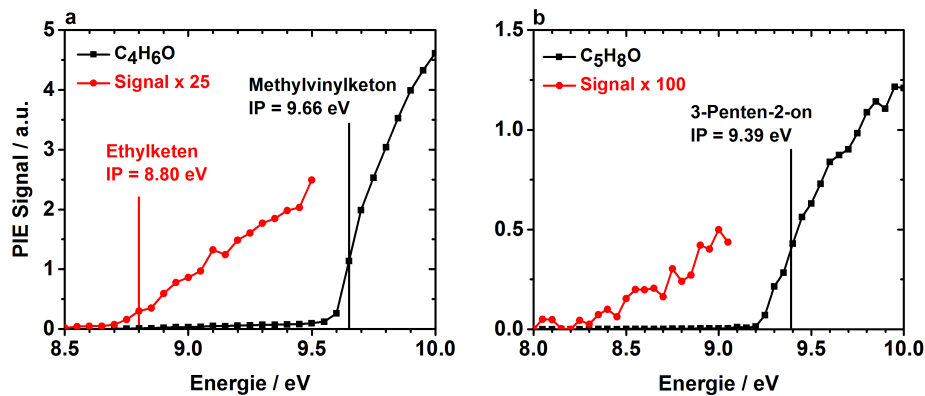 a
C4H6O
Signal x 25
Methylvinylketon
IP = 9.66 eV
Ethylketen
IP = 8.80 eV
PIE Signal / a.u.
5
4
3
2
1
0
8.5 9.0 9.5 10.0
Energie / eV
b
C5H8O
Signal x 100
3-Penten-2-on
IP = 9.39 eV
1.5
1.0
0.5
0.0
8.0 8.5 9.0 9.5 10.0
Energie / eV